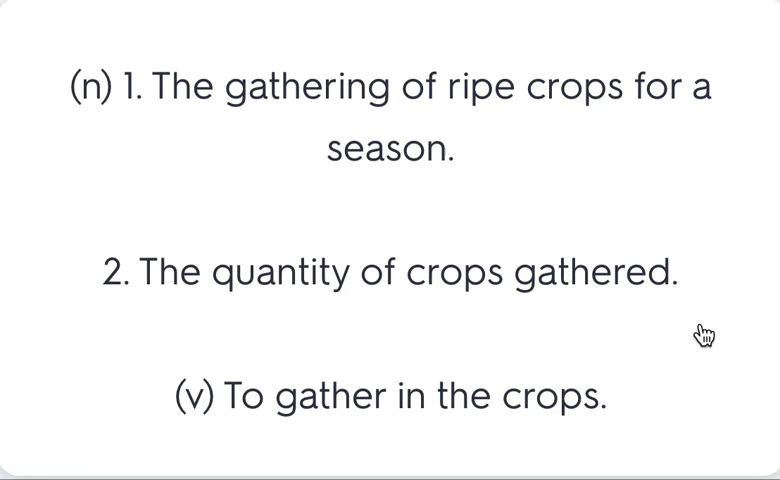 (n) 1. The gathering of ripe crops for a
season.
2. The quantity of crops gathered.
(v) To gather in the crops.